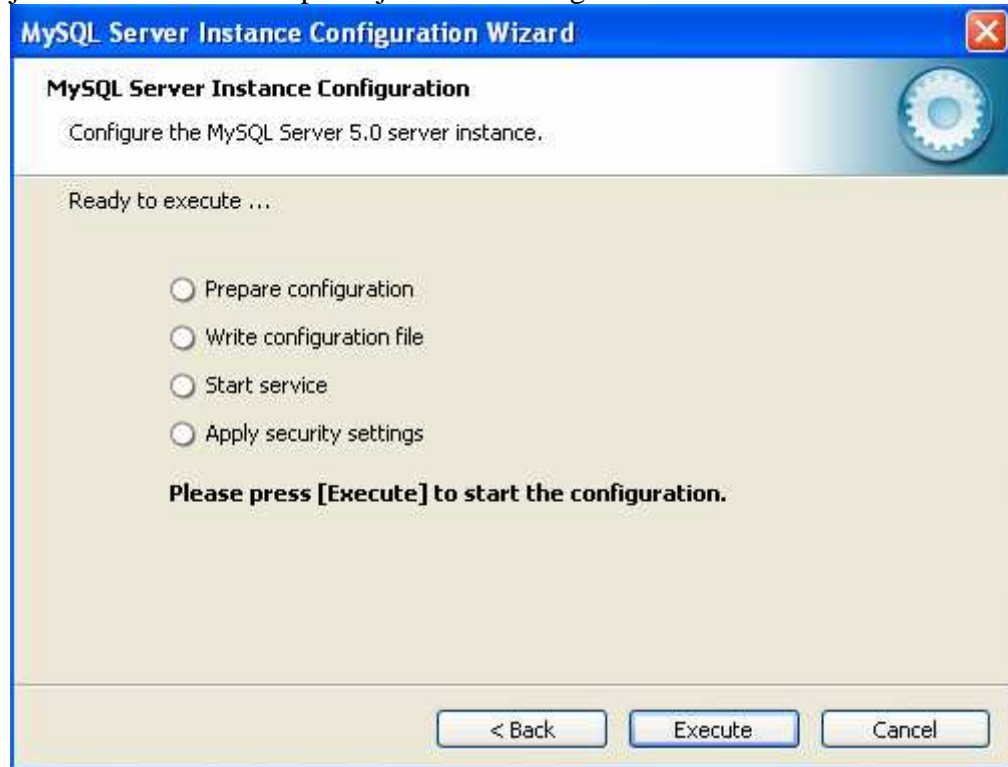 MySQL Server Instance Configuration Wizard
MySQL Server Instance Configuration
Configure the MySQL Server 5.0 server instance.
Ready to execute ...
Prepare configuration
Write configuration file
Start service
Apply security settings
Please press [Execute] to start the configuration.
< Back
Execute
Cancel